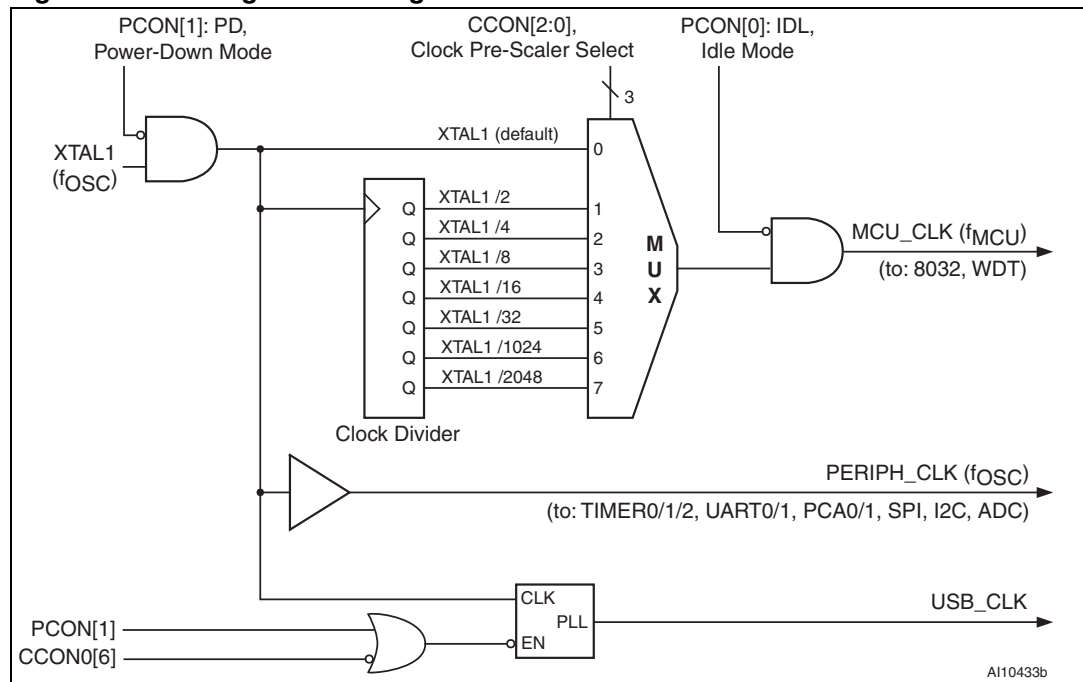 PCON[1]: PD,
Power-Down Mode
CCON[2:0],
Clock Pre-Scaler Select
PCON[0]: IDL,
Idle Mode
3
XTAL1
(fOSC)
XTAL1 (default)
0
Q
XTAL1 /2
1
Q
XTAL1 /4
2
Q
XTAL1 /8
3
Q
XTAL1 /16
4
Q
XTAL1 /32
5
Q
XTAL1 /1024
6
Q
XTAL1 /2048
7
M
U
X
MCU_CLK (fMCU)
(to: 8032, WDT)
Clock Divider
PERIPH_CLK (fOSC)
(to: TIMER0/1/2, UART0/1, PCA0/1, SPI, I2C, ADC)
CLK
PLL
EN
USB_CLK
PCON[1]
CCON0[6]
AI10433b